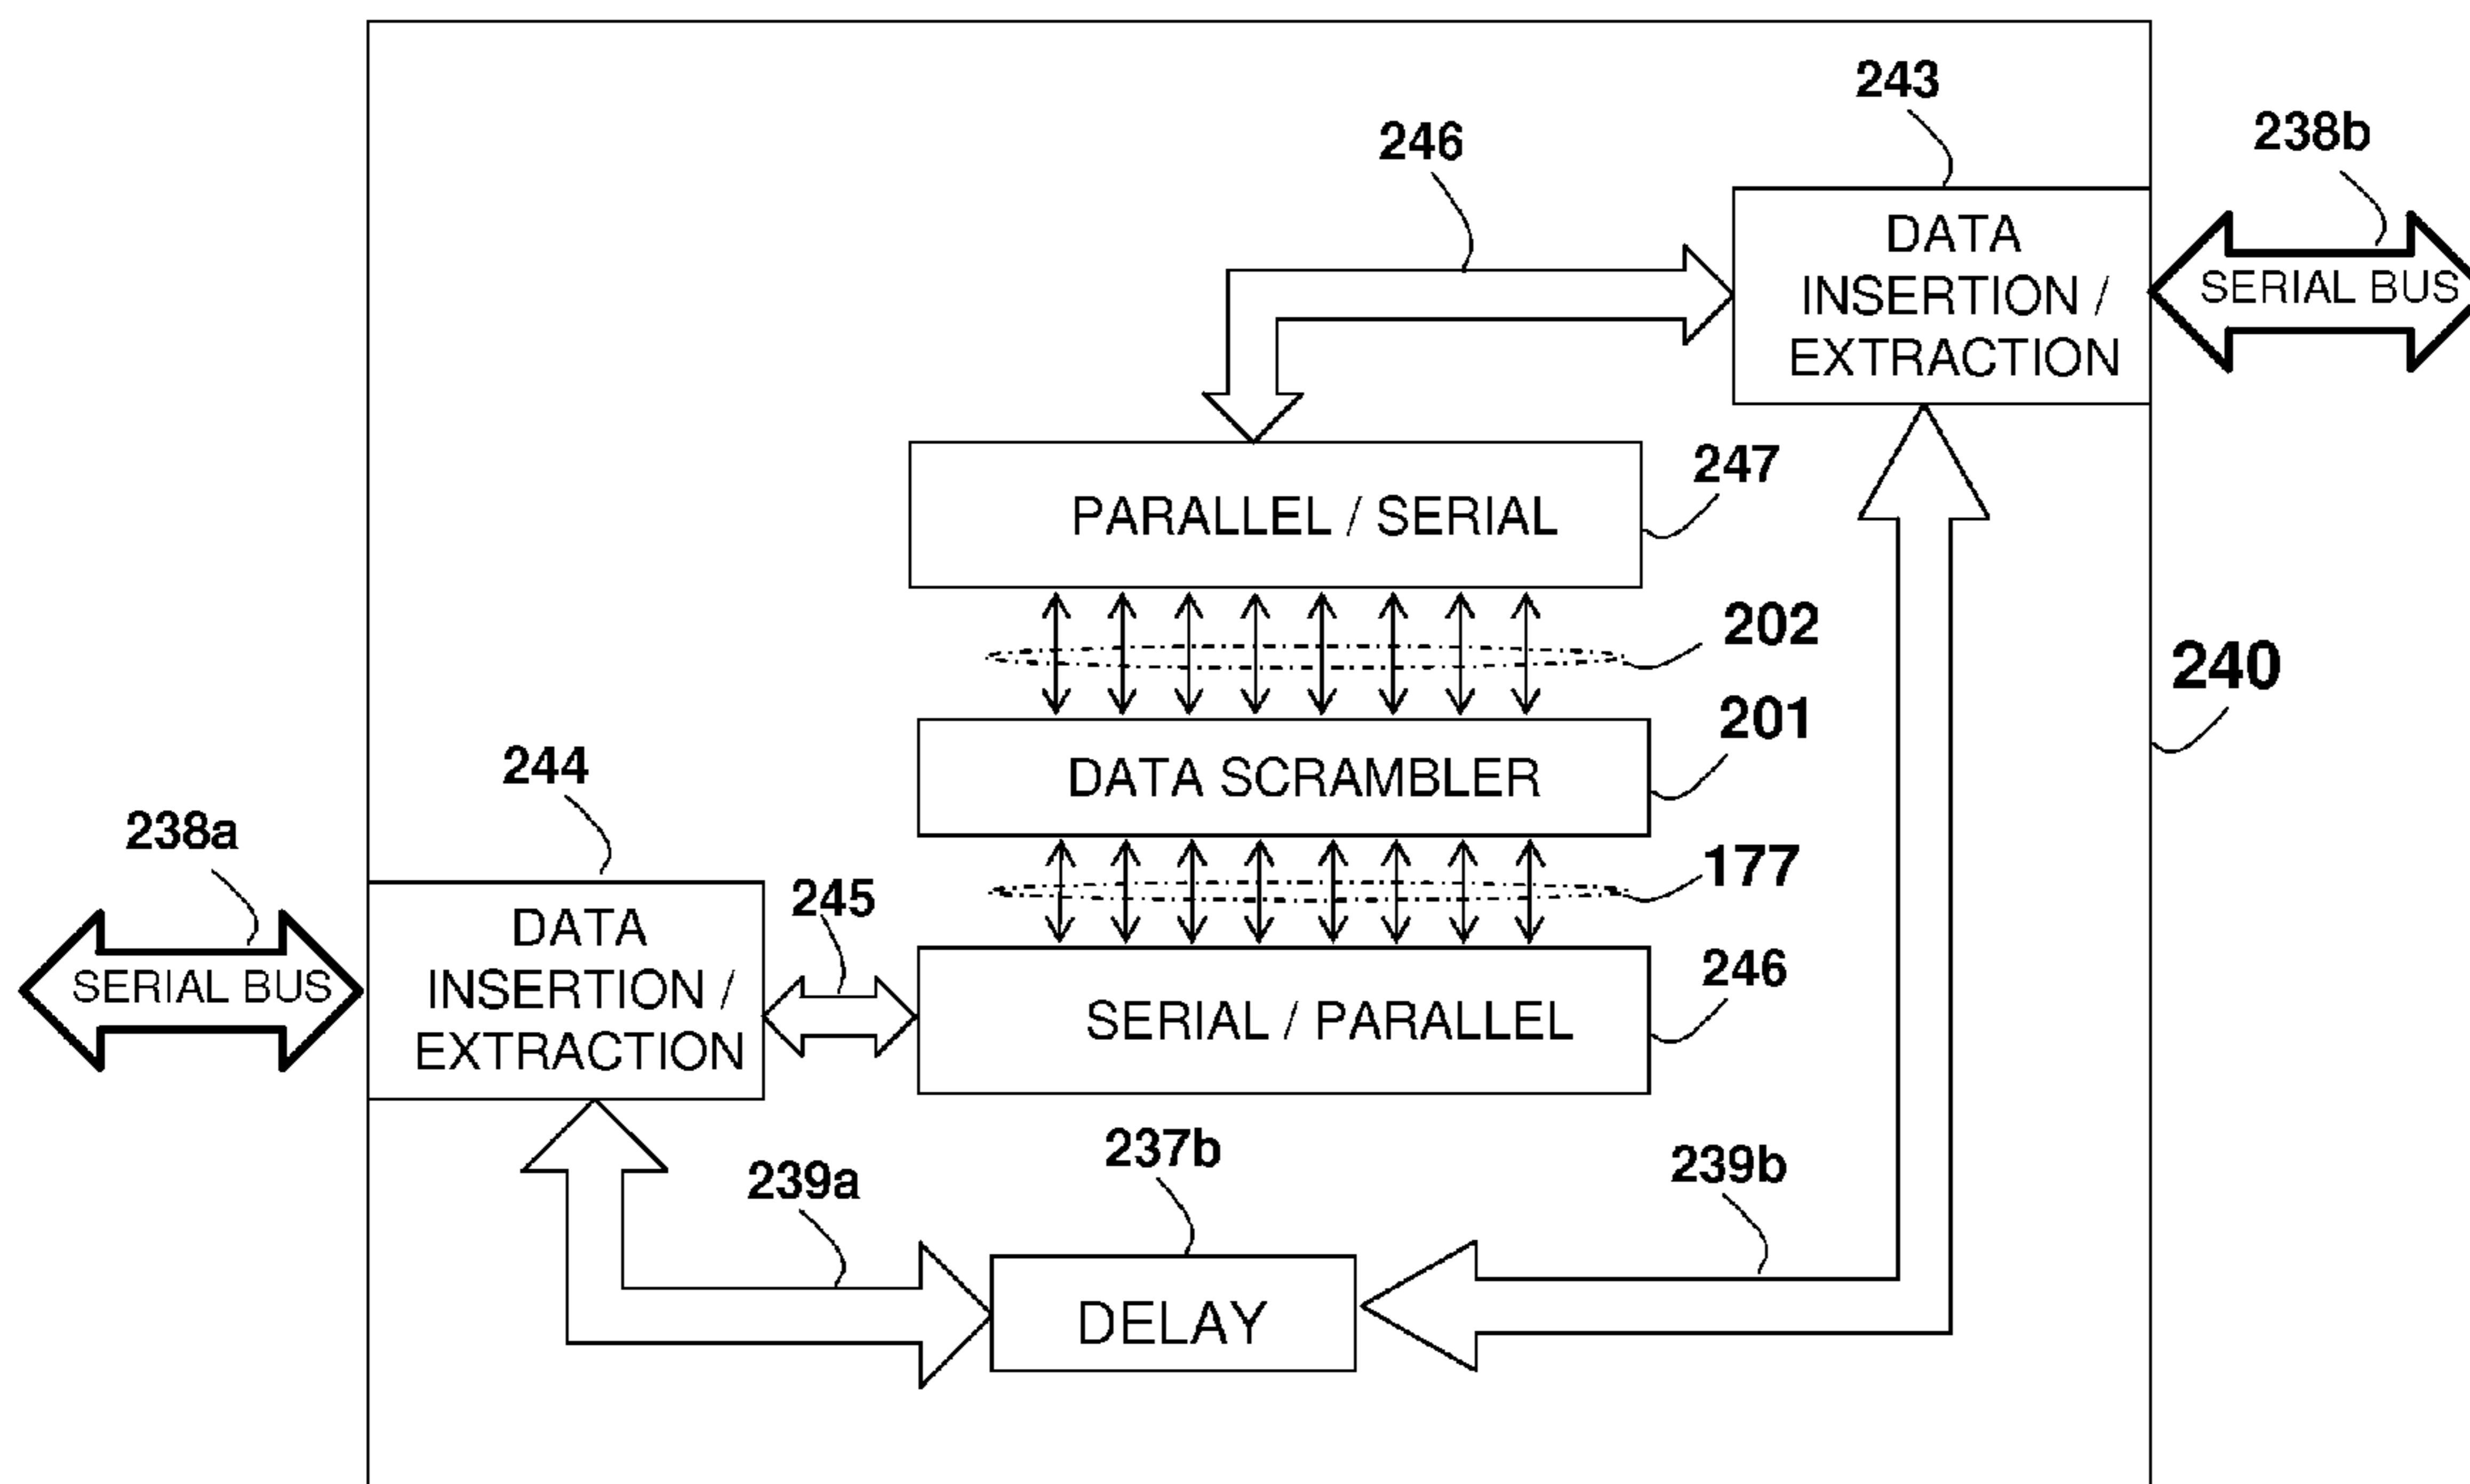 243
238b
246
DATA
INSERTION /
EXTRACTION
SERIAL BUS
247
PARALLEL / SERIAL
202
240
201
DATA SCRAMBLER
244
238a
177
245
DATA
INSERTION /
EXTRACTION
SERIAL BUS
246
SERIAL / PARALLEL
237b
239a
239b
DELAY